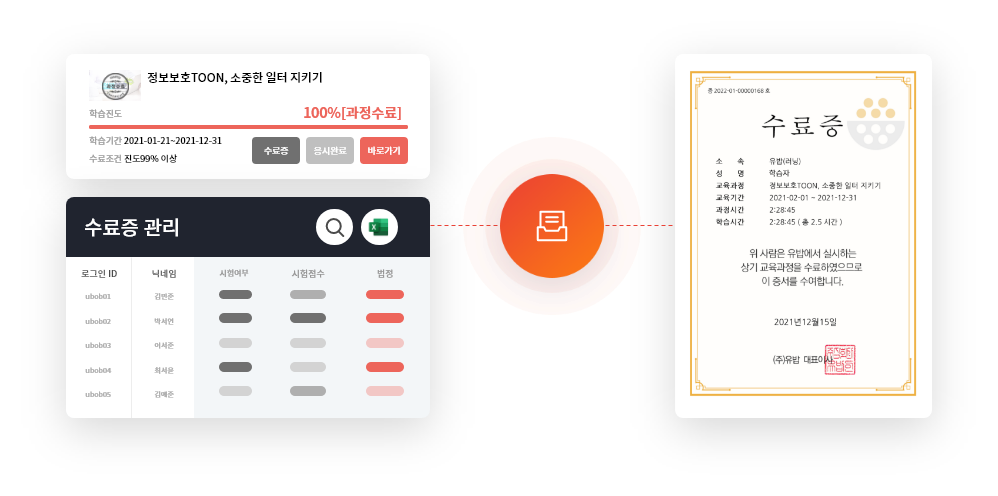 정보보호TOON, 소중한 일터 지키기
학습진도
100%[과정수료]
학습기간 2021-01-21~2021-12-31
수료조건 진도99% 이상
수료증
응시완료
바로가기
수료증 관리
로그인 ID 닉네임 시험여부 시험점수 법정
ubob01 김민준
ubob02 박서연
ubob03 이서준
ubob04 최서윤
ubob05 김예준
증 2022-01-00000168 호
수료증
소 속 유밥(러닝)
성 명 학습자
교육과정 정보보호TOON, 소중한 일터 지키기
교육기간 2021-02-01 ~ 2021-12-31
과정시간 2:28:45
학습시간 2:28:45 ( 총 2.5 시간 )
위 사람은 유밥에서 실시하는
상기 교육과정을 수료하였으므로
이 증서를 수여합니다.
2021년12월15일
(주)유밥 대표이사